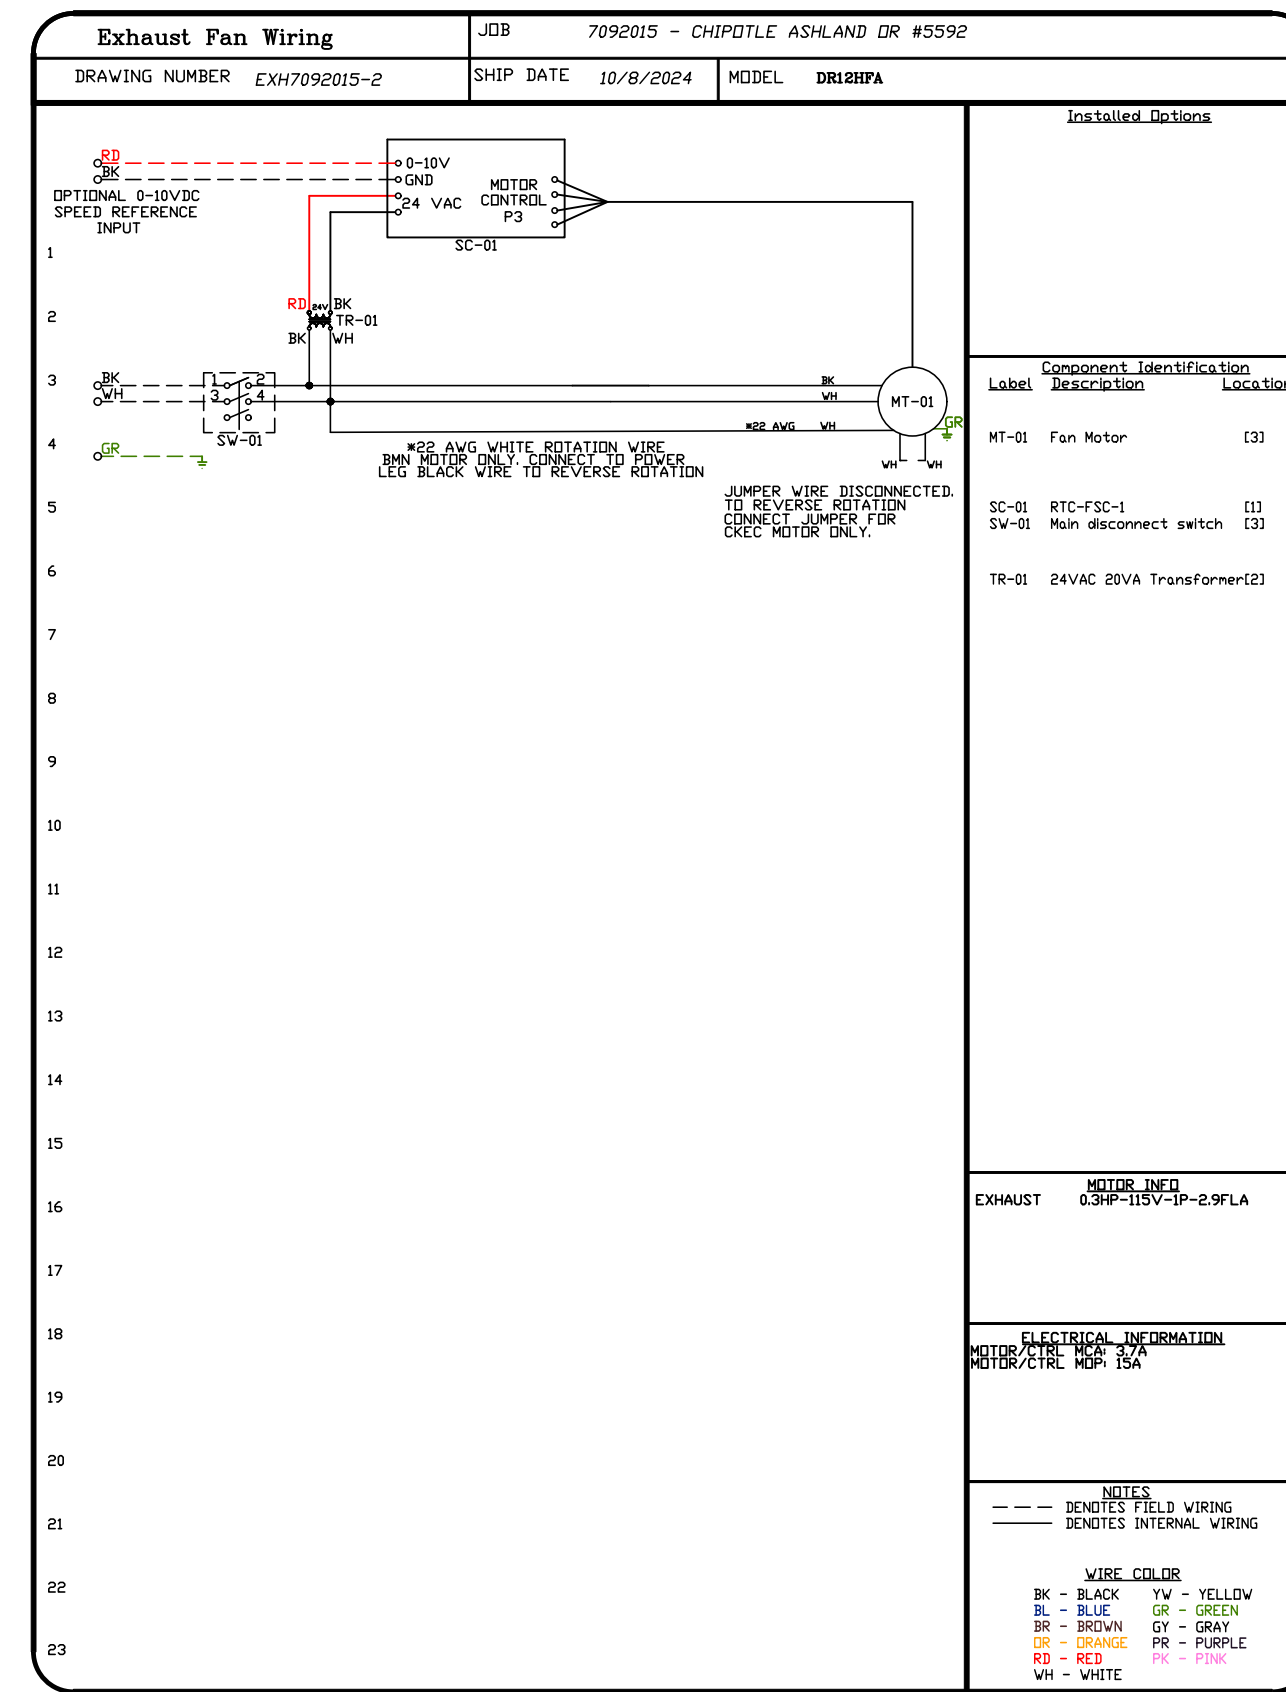 Exhaust Fan Wiring
JOB 7092015 - CHIPOTLE ASHLAND OR #5592
DRAWING NUMBER EXH7092015-2
SHIP DATE 10/8/2024
MODEL DR12HFA
RD
BK
OPTIONAL 0-10VDC
SPEED REFERENCE
INPUT
0-10V
GND
24 VAC
MOTOR
CONTROL
P3
SC-01
RD 24V BK
TR-01
BK WH
BK
WH
1 2
3 4
SW-01
GR
BK
WH
*22 AWG WH
MT-01
GR
WH WH
*22 AWG WHITE ROTATION WIRE
BMN MOTOR ONLY. CONNECT TO POWER
LEG BLACK WIRE TO REVERSE ROTATION
JUMPER WIRE DISCONNECTED.
TO REVERSE ROTATION
CONNECT JUMPER FOR
CKEC MOTOR ONLY.
1
2
3
4
5
6
7
8
9
10
11
12
13
14
15
16
17
18
19
20
21
22
23
Installed Options
Component Identification
Label Description Location
MT-01 Fan Motor [3]
SC-01 RTC-FSC-1 [1]
SW-01 Main disconnect switch [3]
TR-01 24VAC 20VA Transformer[2]
MOTOR INFO
EXHAUST 0.3HP-115V-1P-2.9FLA
ELECTRICAL INFORMATION
MOTOR/CTRL MCA: 3.7A
MOTOR/CTRL MOP: 15A
NOTES
DENOTES FIELD WIRING
DENOTES INTERNAL WIRING
WIRE COLOR
BK - BLACK YW - YELLOW
BL - BLUE GR - GREEN
BR - BROWN GY - GRAY
OR - ORANGE PR - PURPLE
RD - RED PK - PINK
WH - WHITE